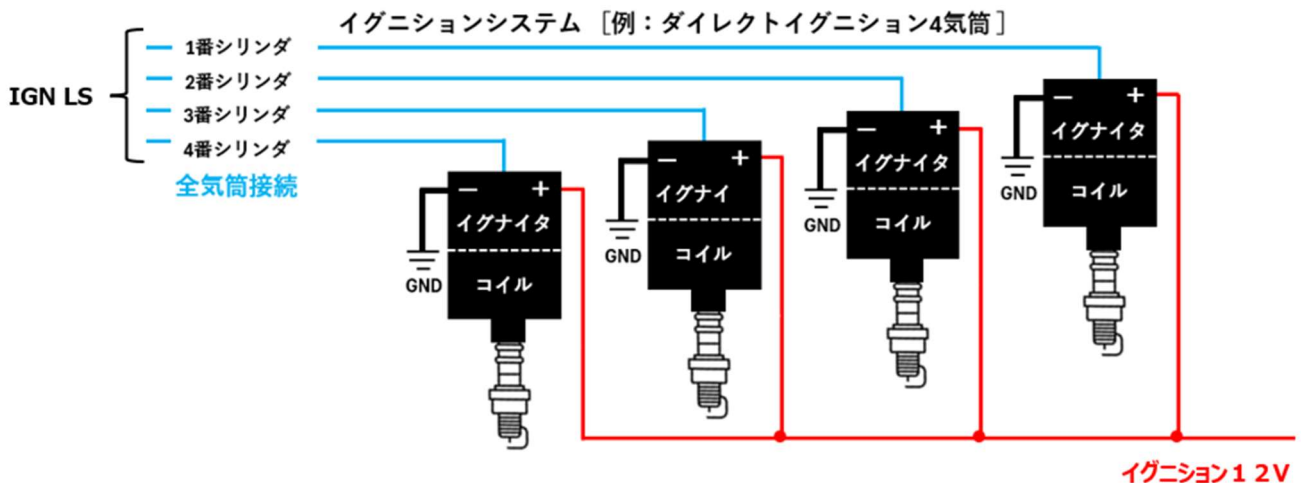 イグニションシステム［例：ダイレクトイグニション4気筒］
IGN LS
1番シリンダ
2番シリンダ
3番シリンダ
4番シリンダ
全気筒接続
－ ＋
イグナイタ
コイル
GND
－ ＋
イグナイ
コイル
GND
－ ＋
イグナイタ
コイル
GND
－ ＋
イグナイタ
コイル
GND
イグニション１２V